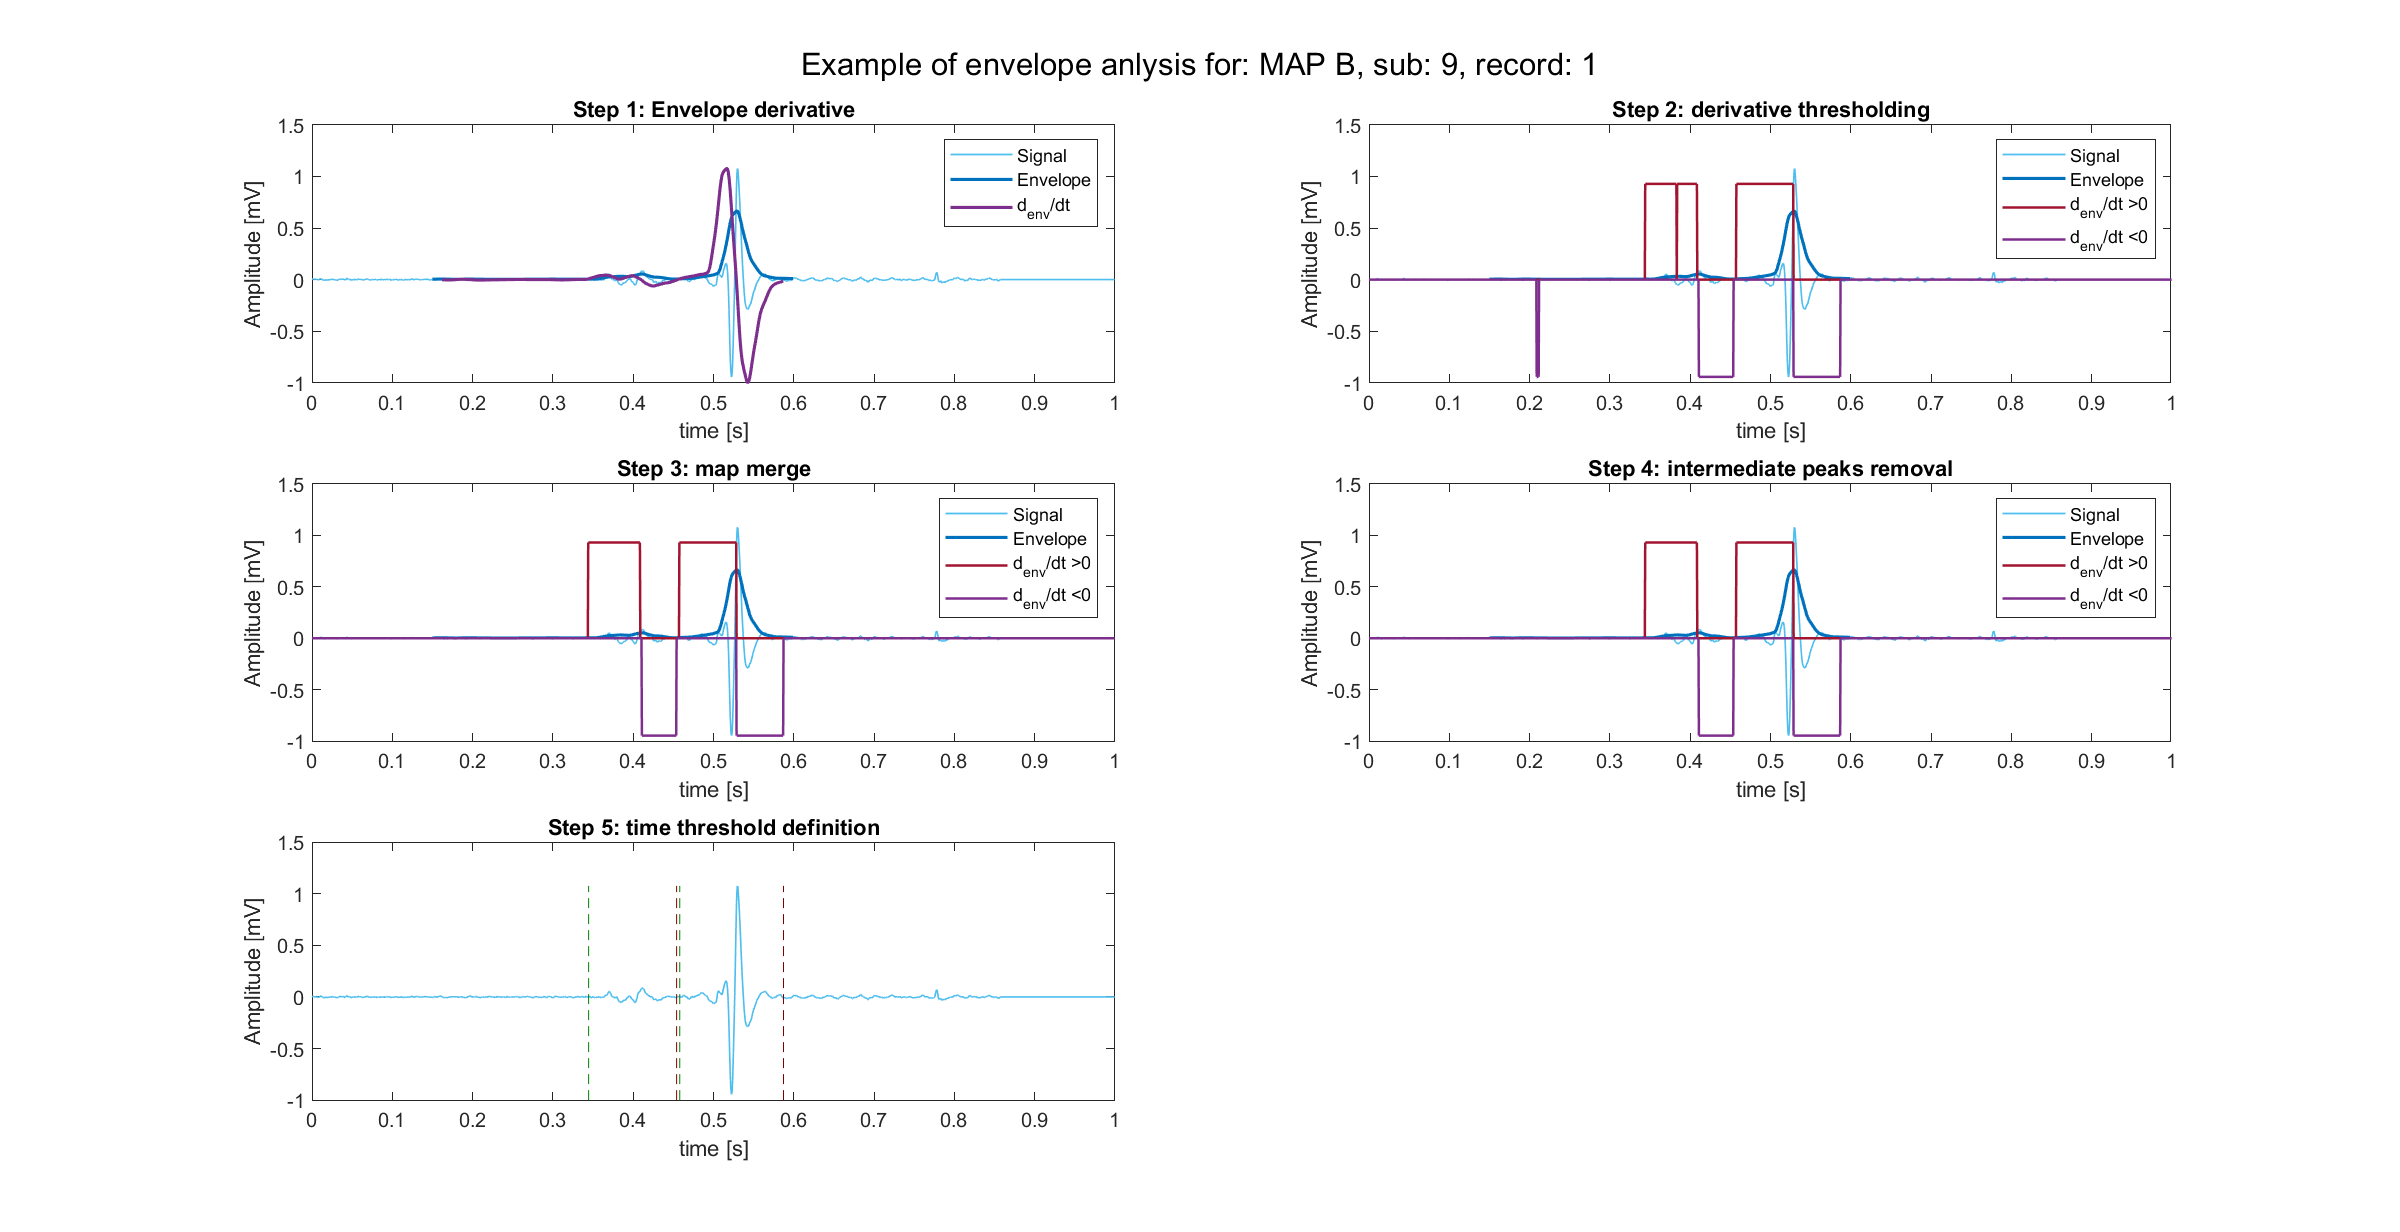 Example of envelope anlysis for: MAP B, sub: 9, record: 1
Step 1: Envelope derivative
1.5
1
0.5
0
-0.5
-1
Amplitude [mV]
0 0.1 0.2 0.3 0.4 0.5 0.6 0.7 0.8 0.9 1
time [s]
Signal
Envelope
d_env/dt
Step 2: derivative thresholding
1.5
1
0.5
0
-0.5
-1
Amplitude [mV]
0 0.1 0.2 0.3 0.4 0.5 0.6 0.7 0.8 0.9 1
time [s]
Signal
Envelope
d_env/dt >0
d_env/dt <0
Step 3: map merge
1.5
1
0.5
0
-0.5
-1
Amplitude [mV]
0 0.1 0.2 0.3 0.4 0.5 0.6 0.7 0.8 0.9 1
time [s]
Signal
Envelope
d_env/dt >0
d_env/dt <0
Step 4: intermediate peaks removal
1.5
1
0.5
0
-0.5
-1
Amplitude [mV]
0 0.1 0.2 0.3 0.4 0.5 0.6 0.7 0.8 0.9 1
time [s]
Signal
Envelope
d_env/dt >0
d_env/dt <0
Step 5: time threshold definition
1.5
1
0.5
0
-0.5
-1
Amplitude [mV]
0 0.1 0.2 0.3 0.4 0.5 0.6 0.7 0.8 0.9 1
time [s]